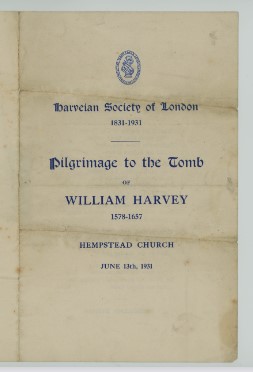 Harveian Society of London
1831-1931
Pilgrimage to the Tomb
OF
WILLIAM HARVEY
1578-1657
HEMPSTEAD CHURCH
JUNE 13th, 1931